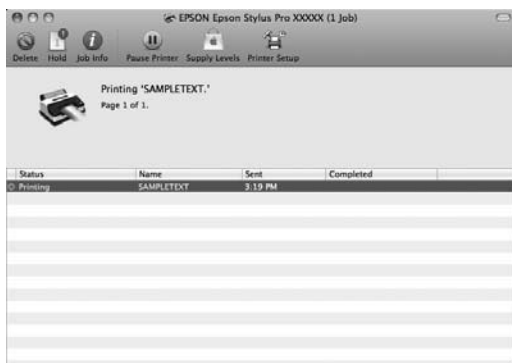 EPSON Epson Stylus Pro XXXXX (1 Job)
Delete Hold Job Info Pause Printer Supply Levels Printer Setup
Printing 'SAMPLETEXT.'
Page 1 of 1.
Status Name Sent Completed
Printing SAMPLETEXT 3:19 PM